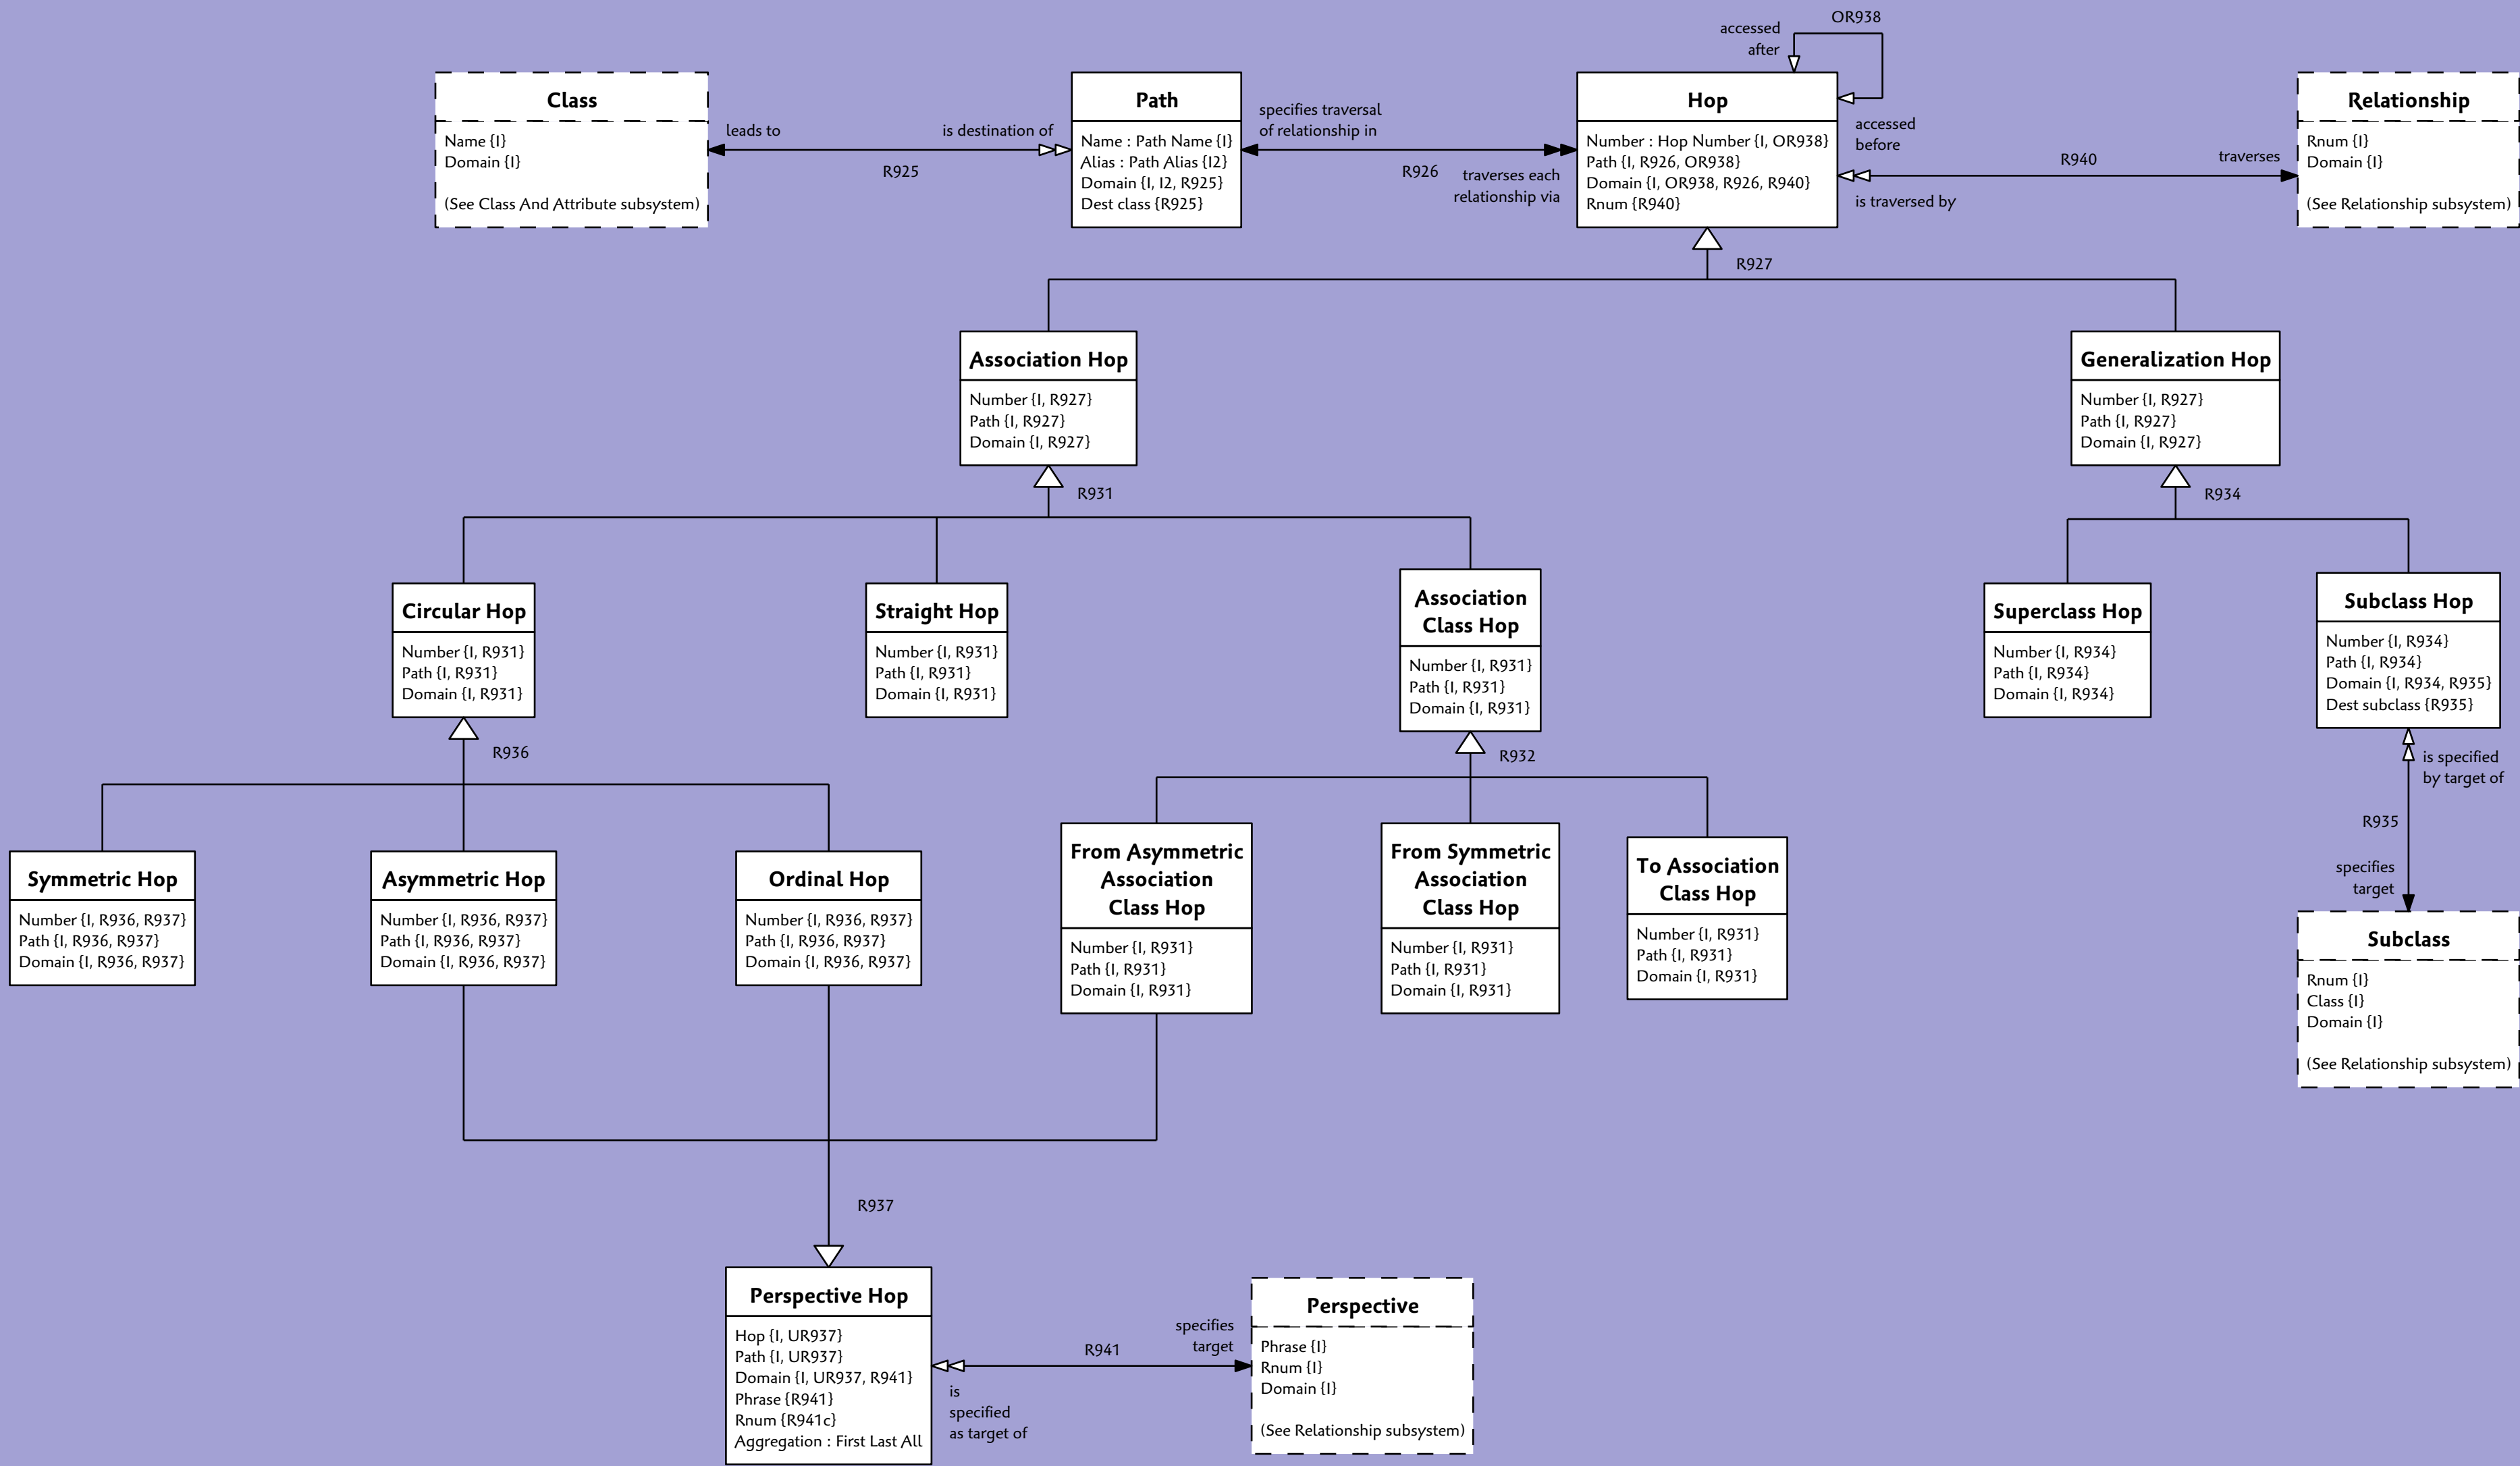 OR938
accessed
after
Class
Name {I}
Domain {I}
(See Class And Attribute subsystem)
leads to
is destination of
R925
Path
Name : Path Name {I}
Alias : Path Alias {I2}
Domain {I, I2, R925}
Dest class {R925}
specifies traversal
of relationship in
R926
traverses each
relationship via
Hop
Number : Hop Number {I, OR938}
Path {I, R926, OR938}
Domain {I, OR938, R926, R940}
Rnum {R940}
accessed
before
R940
traverses
is traversed by
Relationship
Rnum {I}
Domain {I}
(See Relationship subsystem)
R927
Association Hop
Number {I, R927}
Path {I, R927}
Domain {I, R927}
Generalization Hop
Number {I, R927}
Path {I, R927}
Domain {I, R927}
R931
R934
Circular Hop
Number {I, R931}
Path {I, R931}
Domain {I, R931}
Straight Hop
Number {I, R931}
Path {I, R931}
Domain {I, R931}
Association
Class Hop
Number {I, R931}
Path {I, R931}
Domain {I, R931}
Superclass Hop
Number {I, R934}
Path {I, R934}
Domain {I, R934}
Subclass Hop
Number {I, R934}
Path {I, R934}
Domain {I, R934, R935}
Dest subclass {R935}
R936
R932
is specified
by target of
R935
specifies
target
Symmetric Hop
Number {I, R936, R937}
Path {I, R936, R937}
Domain {I, R936, R937}
Asymmetric Hop
Number {I, R936, R937}
Path {I, R936, R937}
Domain {I, R936, R937}
Ordinal Hop
Number {I, R936, R937}
Path {I, R936, R937}
Domain {I, R936, R937}
From Asymmetric
Association
Class Hop
Number {I, R931}
Path {I, R931}
Domain {I, R931}
From Symmetric
Association
Class Hop
Number {I, R931}
Path {I, R931}
Domain {I, R931}
To Association
Class Hop
Number {I, R931}
Path {I, R931}
Domain {I, R931}
Subclass
Rnum {I}
Class {I}
Domain {I}
(See Relationship subsystem)
R937
Perspective Hop
Hop {I, UR937}
Path {I, UR937}
Domain {I, UR937, R941}
Phrase {R941}
Rnum {R941c}
Aggregation : First Last All
R941
specifies
target
is
specified
as target of
Perspective
Phrase {I}
Rnum {I}
Domain {I}
(See Relationship subsystem)